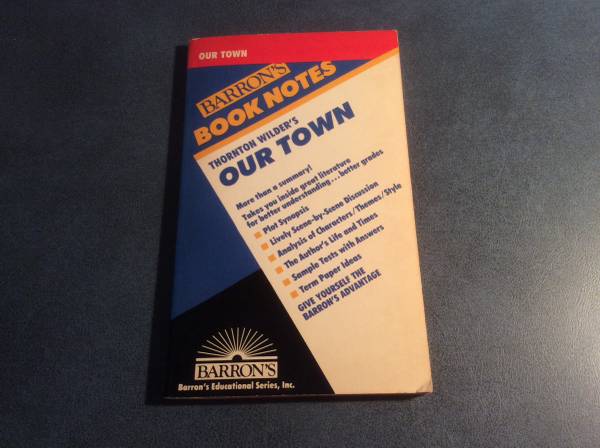 OUR TOWN
BARRON'S
BOOK NOTES
THORNTON WILDER'S
OUR TOWN
More than a summary!
Takes you inside great literature
for better understanding...better grades
Plot Synopsis
Lively Scene-by-Scene Discussion
Analysis of Characters/Themes/Style
The Author's Life and Times
Sample Tests with Answers
Term Paper Ideas
GIVE YOURSELF THE
BARRON'S ADVANTAGE
BARRON'S
Barron's Educational Series, Inc.